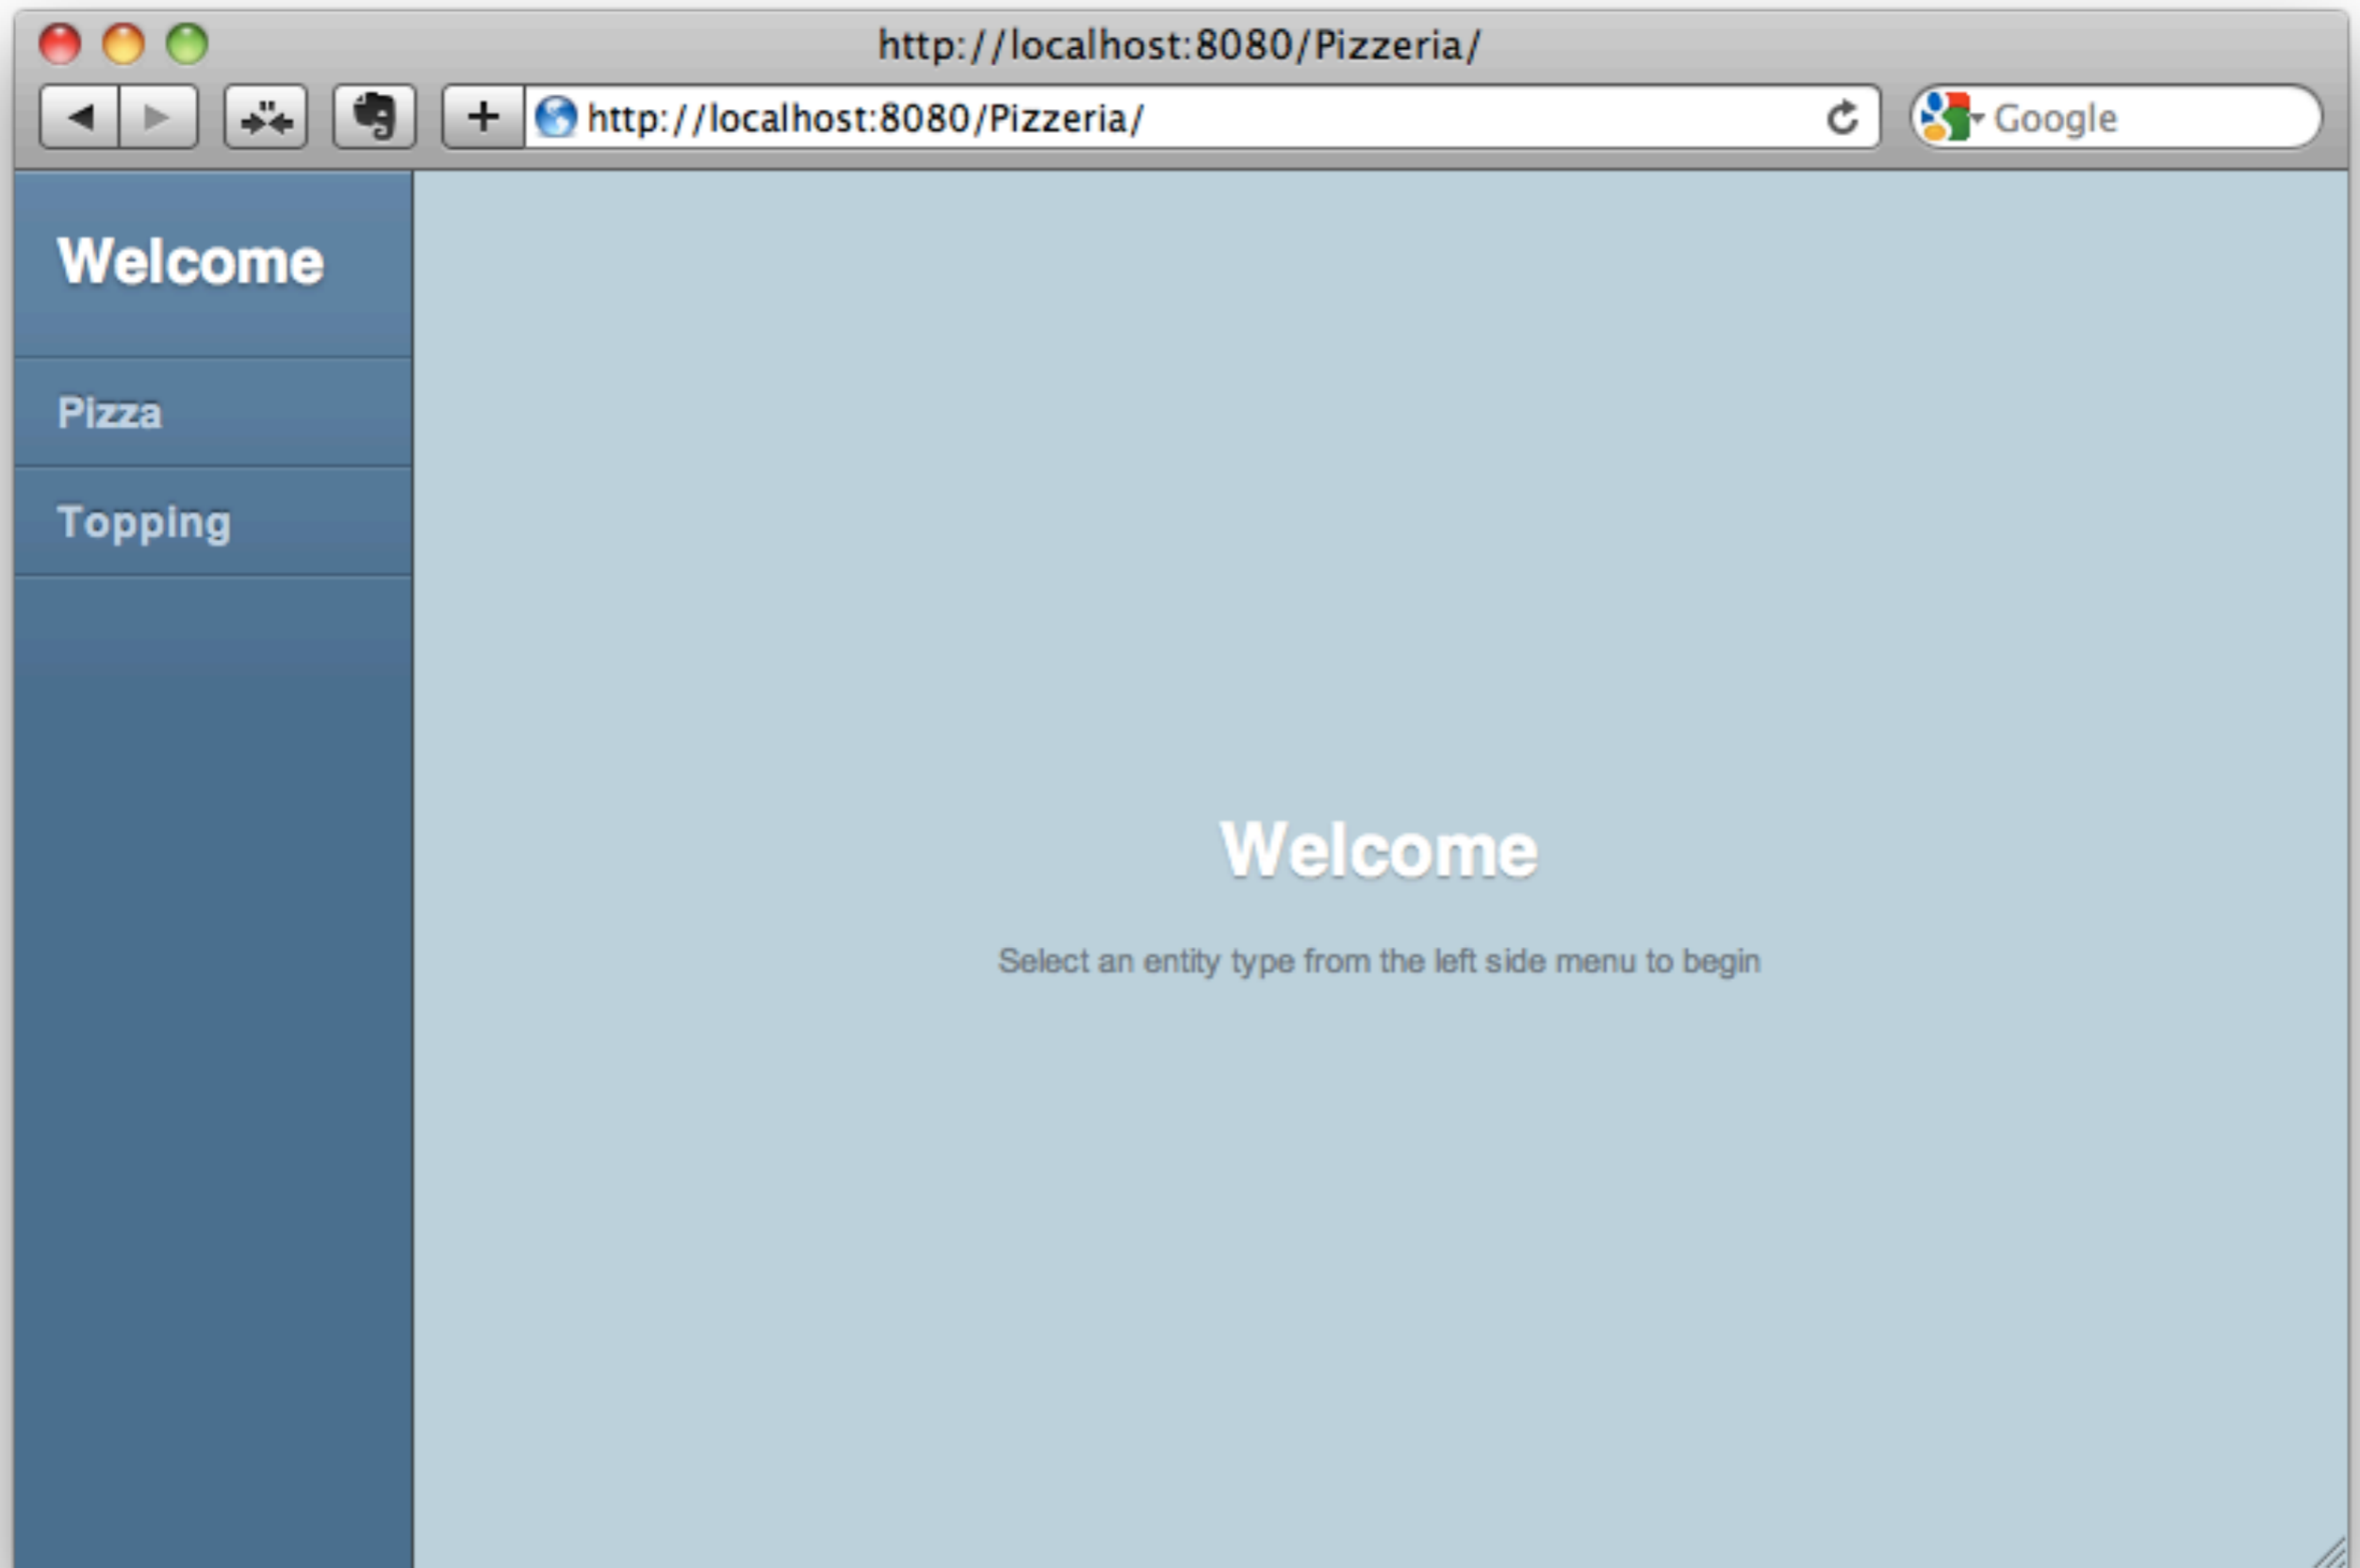 http://localhost:8080/Pizzeria/
http://localhost:8080/Pizzeria/
Google
Welcome
Pizza
Topping
Welcome
Select an entity type from the left side menu to begin